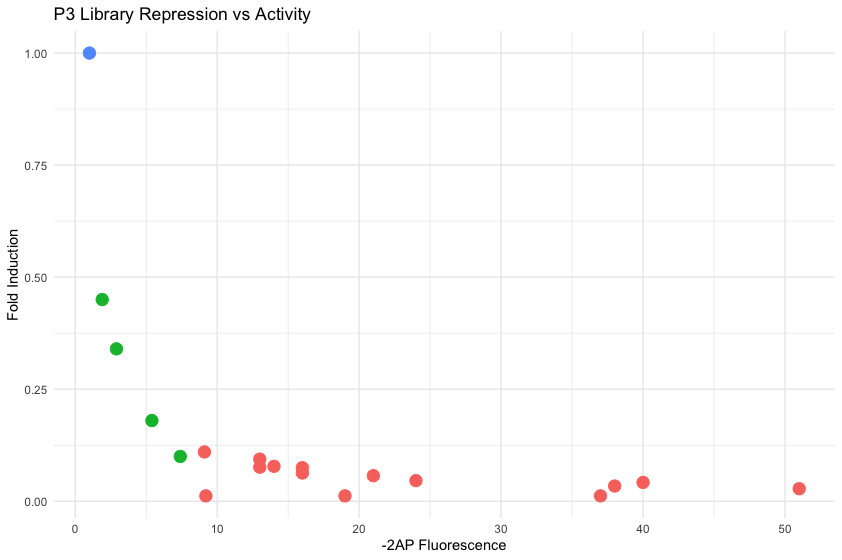 P3 Library Repression vs Activity
Fold Induction
1.00
0.75
0.50
0.25
0.00
0 10 20 30 40 50
-2AP Fluorescence